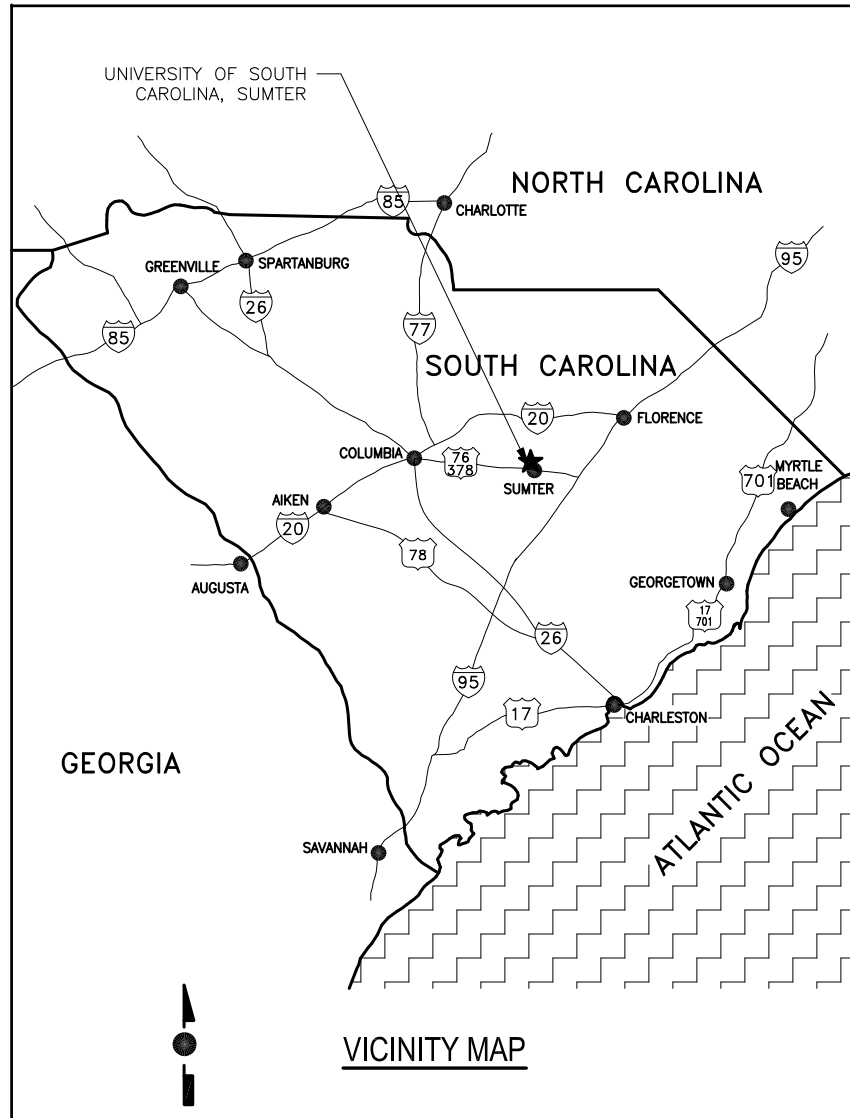 UNIVERSITY OF SOUTH
CAROLINA, SUMTER
NORTH CAROLINA
85
CHARLOTTE
95
SPARTANBURG
GREENVILLE
26
77
85
SOUTH CAROLINA
20
FLORENCE
COLUMBIA
76
378
SUMTER
701
MYRTLE
BEACH
AIKEN
20
78
AUGUSTA
GEORGETOWN
17
701
26
95
17
CHARLESTON
GEORGIA
ATLANTIC OCEAN
SAVANNAH
VICINITY MAP